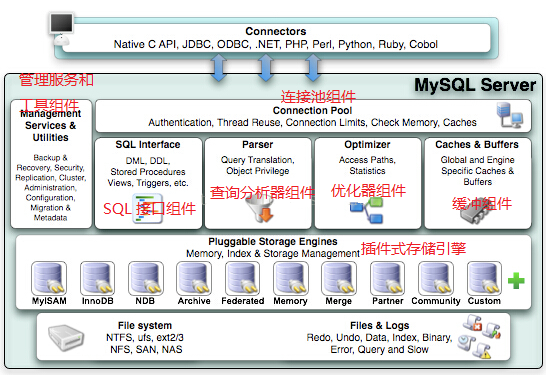 Connectors
Native C API, JDBC, ODBC, .NET, PHP, Perl, Python, Ruby, Cobol
MySQL Server
管理服务和
工具组件
Management
Services &
Utilities
Backup &
Recovery, Security,
Replication, Cluster,
Administration,
Configuration,
Migration &
Metadata
连接池组件
Connection Pool
Authentication, Thread Reuse, Connection Limits, Check Memory, Caches
SQL Interface
DML, DDL,
Stored Procedures
Views, Triggers, etc.
SQL 接口组件
Parser
Query Translation,
Object Privilege
查询分析器组件
Optimizer
Access Paths,
Statistics
优化器组件
Caches & Buffers
Global and Engine
Specific Caches &
Buffers
缓冲组件
Pluggable Storage Engines
Memory, Index & Storage Management
插件式存储引擎
MyISAM
InnoDB
NDB
Archive
Federated
Memory
Merge
Partner
Community
Custom
File system
NTFS, ufs, ext2/3
NFS, SAN, NAS
Files & Logs
Redo, Undo, Data, Index, Binary,
Error, Query and Slow